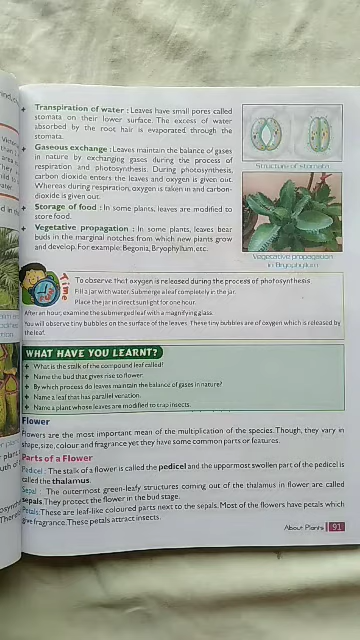 Transpiration of water : Leaves have small pores called
stomata on their lower surface. The excess of water
absorbed by the root hair is evaporated through the
stomata.
Gaseous exchange : Leaves maintain the balance of gases
in nature by exchanging gases during the process of
respiration and photosynthesis. During photosynthesis,
carbon dioxide enters the leaves and oxygen is given out.
Whereas during respiration, oxygen is taken in and carbon-
dioxide is given out.
Storage of food : In some plants, leaves are modified to
store food.
Vegetative propagation : In some plants, leaves bear
buds in the marginal notches from which new plants grow
and develop. For example: Begonia, Bryophyllum, etc.
Structure of stomata
Vegetative propagation
in Bryophyllum
Time
To observe that oxygen is released during the process of photosynthesis
Fill a jar with water. Submerge a leaf completely in the jar.
Place the jar in direct sunlight for one hour.
After an hour, examine the submerged leaf with a magnifying glass.
You will observe tiny bubbles on the surface of the leaves. These tiny bubbles are of oxygen which is released by
the leaf.
WHAT HAVE YOU LEARNT?
What is the stalk of the compound leaf called?
Name the bud that gives rise to flower.
By which process do leaves maintain the balance of gases in nature?
Name a leaf that has parallel venation.
Name a plant whose leaves are modified to trap insects.
Flower
Flowers are the most important mean of the multiplication of the species. Though, they vary in
shape, size, colour and fragrance yet they have some common parts or features.
Parts of a Flower
Pedicel : The stalk of a flower is called the pedicel and the uppermost swollen part of the pedicel is
called the thalamus.
Sepal : The outermost green-leafy structures coming out of the thalamus in flower are called
sepals. They protect the flower in the bud stage.
Petals : These are leaf-like coloured parts next to the sepals. Most of the flowers have petals which
give fragrance. These petals attract insects.
About Plants 91